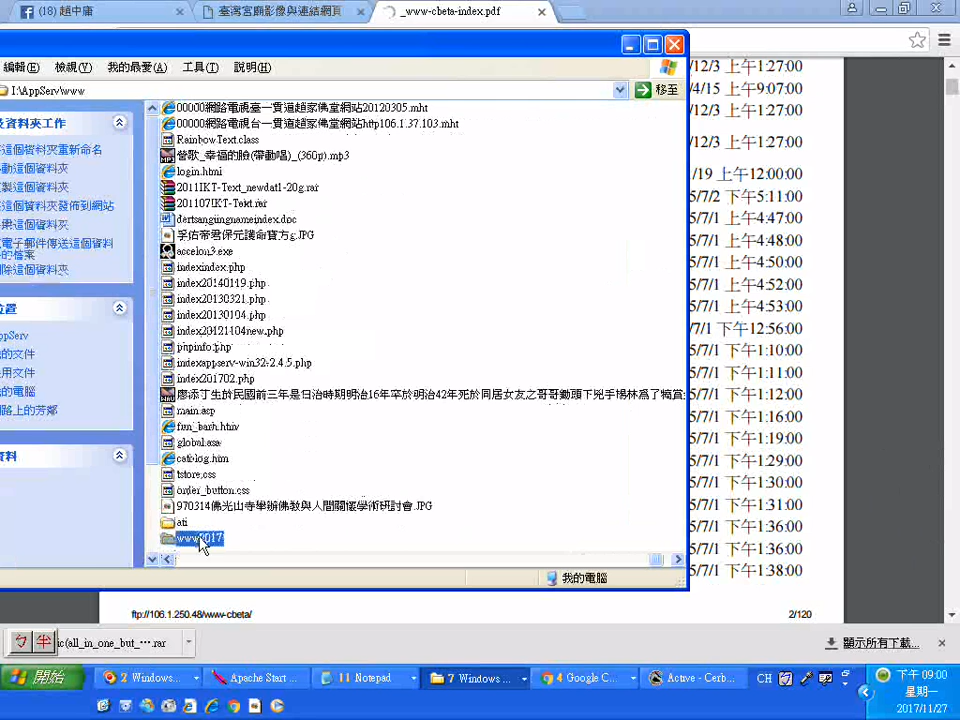 (18) 趙中庸
臺灣宮廟影像與連結網頁
_www-cbeta-index.pdf
編輯(E) 檢視(V) 我的最愛(A) 工具(T) 說明(H)
I:\AppServ\www
移至
資料夾工作
這個資料夾重新命名
這個資料夾
這個資料夾
這個資料夾發佈到網站
這個資料夾
電子郵件傳送這個資料夾
的檔案
這個資料夾
位置
的文件
用文件
的電腦
路上的芳鄰
00000網路電視臺一貫道趙家佛堂網站20120305.mht
00000網路電視台一貫道趙家佛堂網站http106.1.37.103.mht
RainbowText.class
鶯歌_幸福的臉(帶動唱)_(360p).mp3
login.html
2011IKT-Text_newdat1-20g.rar
201107IKT-Text.rar
dertsangjingnameindex.doc
孚佑帝君保元護命寶方g.JPG
accelon3.exe
indexindex.php
index20140119.php
index20130321.php
index20130104.php
index20121104new.php
phpinfo.php
indexappserv-win32-2.4.5.php
index201702.php
廖添丁生於民國前三年是日治時期明治16年卒於明治42年死於同居女友之哥哥鋤頭下兇手楊林為了犒賞
main.asp
global.asa
tstore.css
order_button.css
970314佛光山寺舉辦佛教與人間關懷學術研討會.JPG
ati
www2017
我的電腦
/12/3 上午1:27:00
/4/15 上午9:07:00
/12/3 上午1:27:00
/12/3 上午1:27:00
/19 上午12:00:00
5/7/2 下午5:11:00
5/7/1 上午4:47:00
5/7/1 上午4:48:00
5/7/1 上午4:50:00
5/7/1 上午4:52:00
5/7/1 上午4:53:00
/7/1 下午12:56:00
5/7/1 下午1:10:00
5/7/1 下午1:11:00
5/7/1 下午1:12:00
5/7/1 下午1:16:00
5/7/1 下午1:19:00
5/7/1 下午1:29:00
5/7/1 下午1:30:00
5/7/1 下午1:31:00
5/7/1 下午1:36:00
5/7/1 下午1:36:00
5/7/1 下午1:38:00
ftp://106.1.250.48/www-cbeta/ 2/120
ㄅ 半 ic(all_in_one_but_….rar
顯示所有下載...
開始
2 Windows...
Apache Start ...
11 Notepad
7 Windows ...
4 Google C...
Active - Cerb...
CH
下午 09:00
星期一
2017/11/27